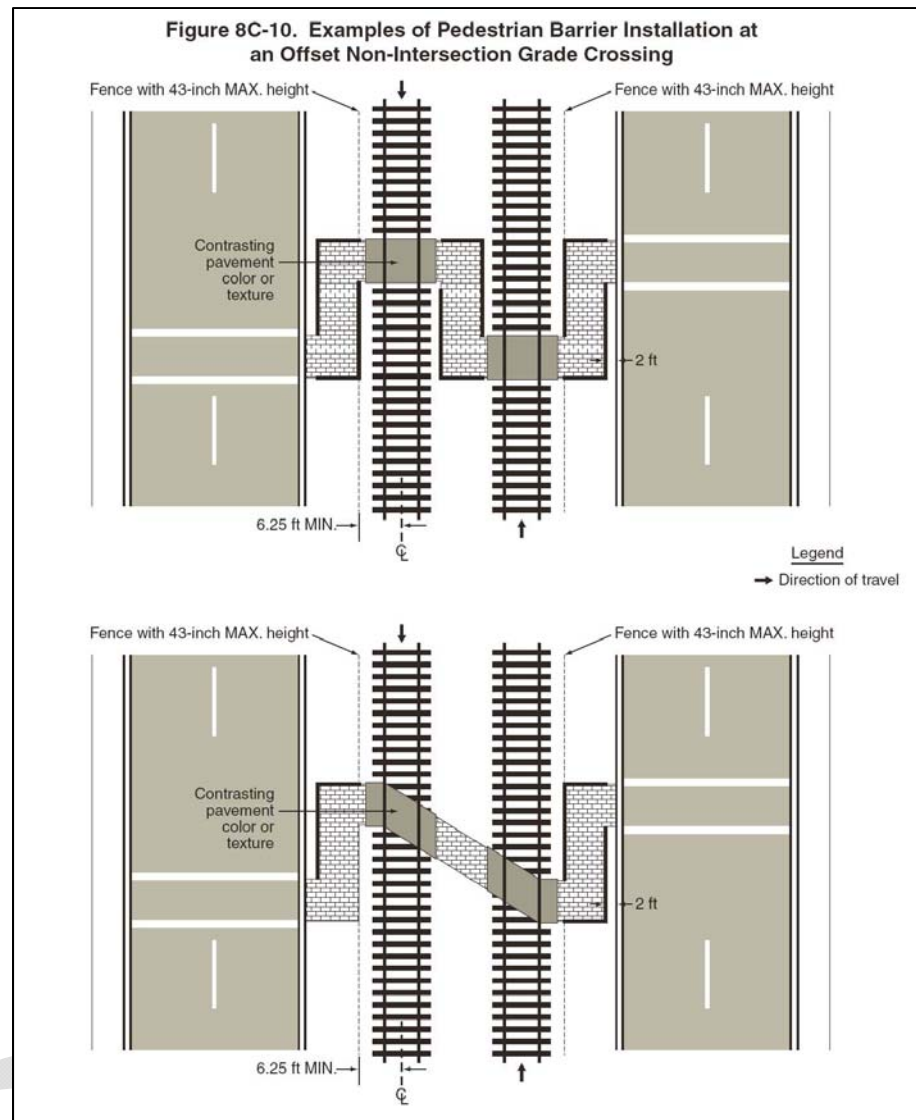 Figure 8C-10. Examples of Pedestrian Barrier Installation at
an Offset Non-Intersection Grade Crossing
Fence with 43-inch MAX. height
Fence with 43-inch MAX. height
Contrasting
pavement
color or
texture
2 ft
6.25 ft MIN.
℄
Legend
Direction of travel
Fence with 43-inch MAX. height
Fence with 43-inch MAX. height
Contrasting
pavement
color or
texture
2 ft
6.25 ft MIN.
℄